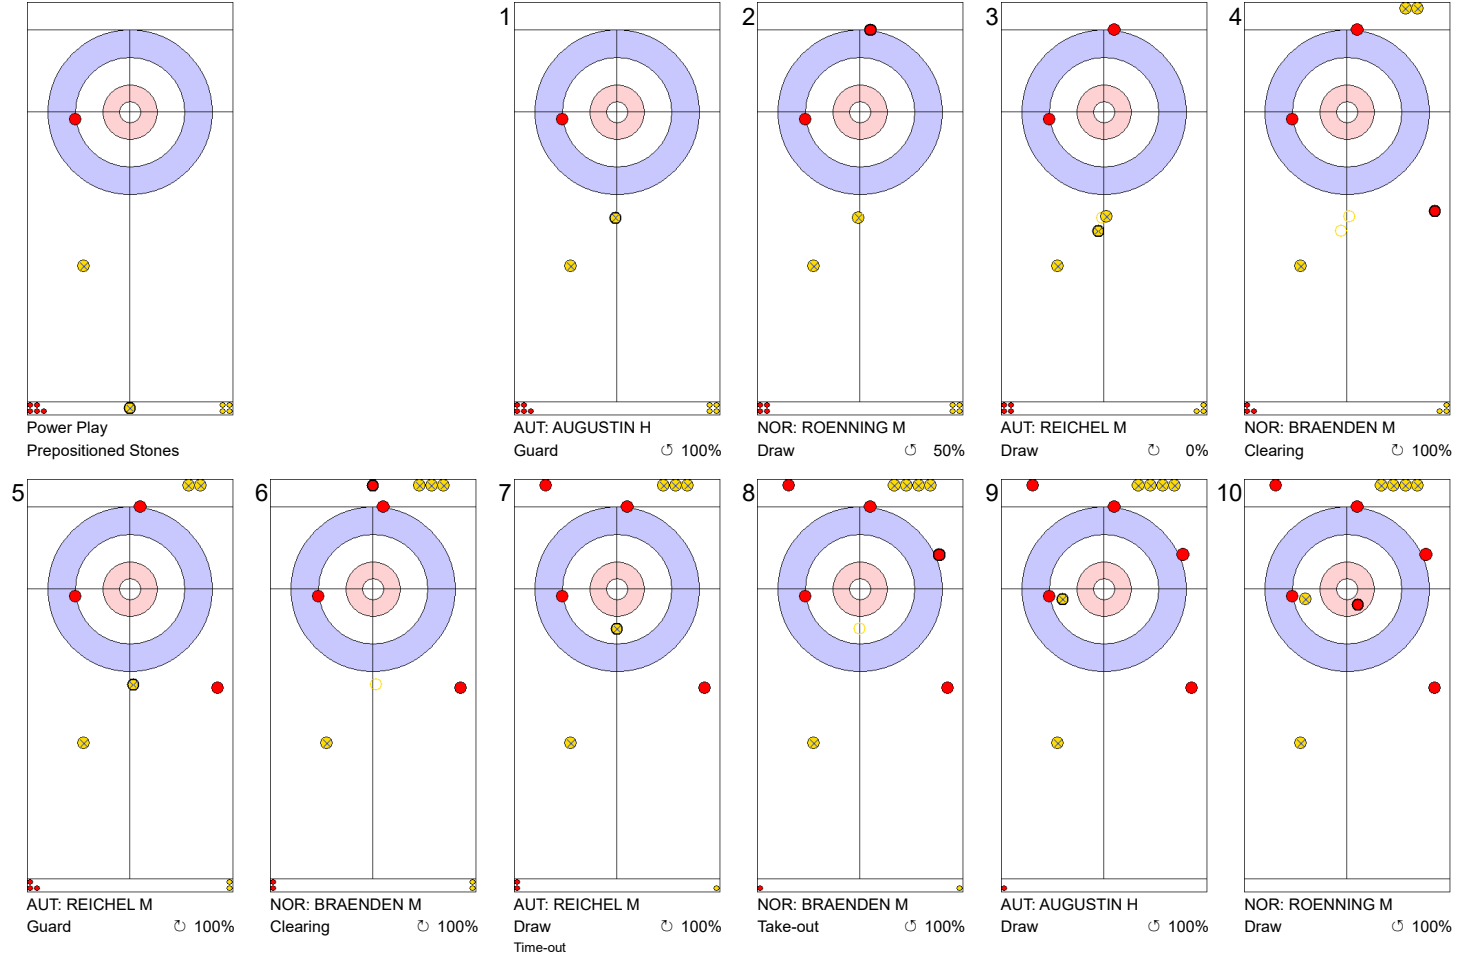 1
2
3
4
Power Play
Prepositioned Stones
AUT: AUGUSTIN H
Guard ↻ 100%
NOR: ROENNING M
Draw ↺ 50%
AUT: REICHEL M
Draw ↻ 0%
NOR: BRAENDEN M
Clearing ↻ 100%
5
6
7
8
9
10
AUT: REICHEL M
Guard ↻ 100%
NOR: BRAENDEN M
Clearing ↻ 100%
AUT: REICHEL M
Draw ↻ 100%
Time-out
NOR: BRAENDEN M
Take-out ↻ 100%
AUT: AUGUSTIN H
Draw ↺ 100%
NOR: ROENNING M
Draw ↺ 100%